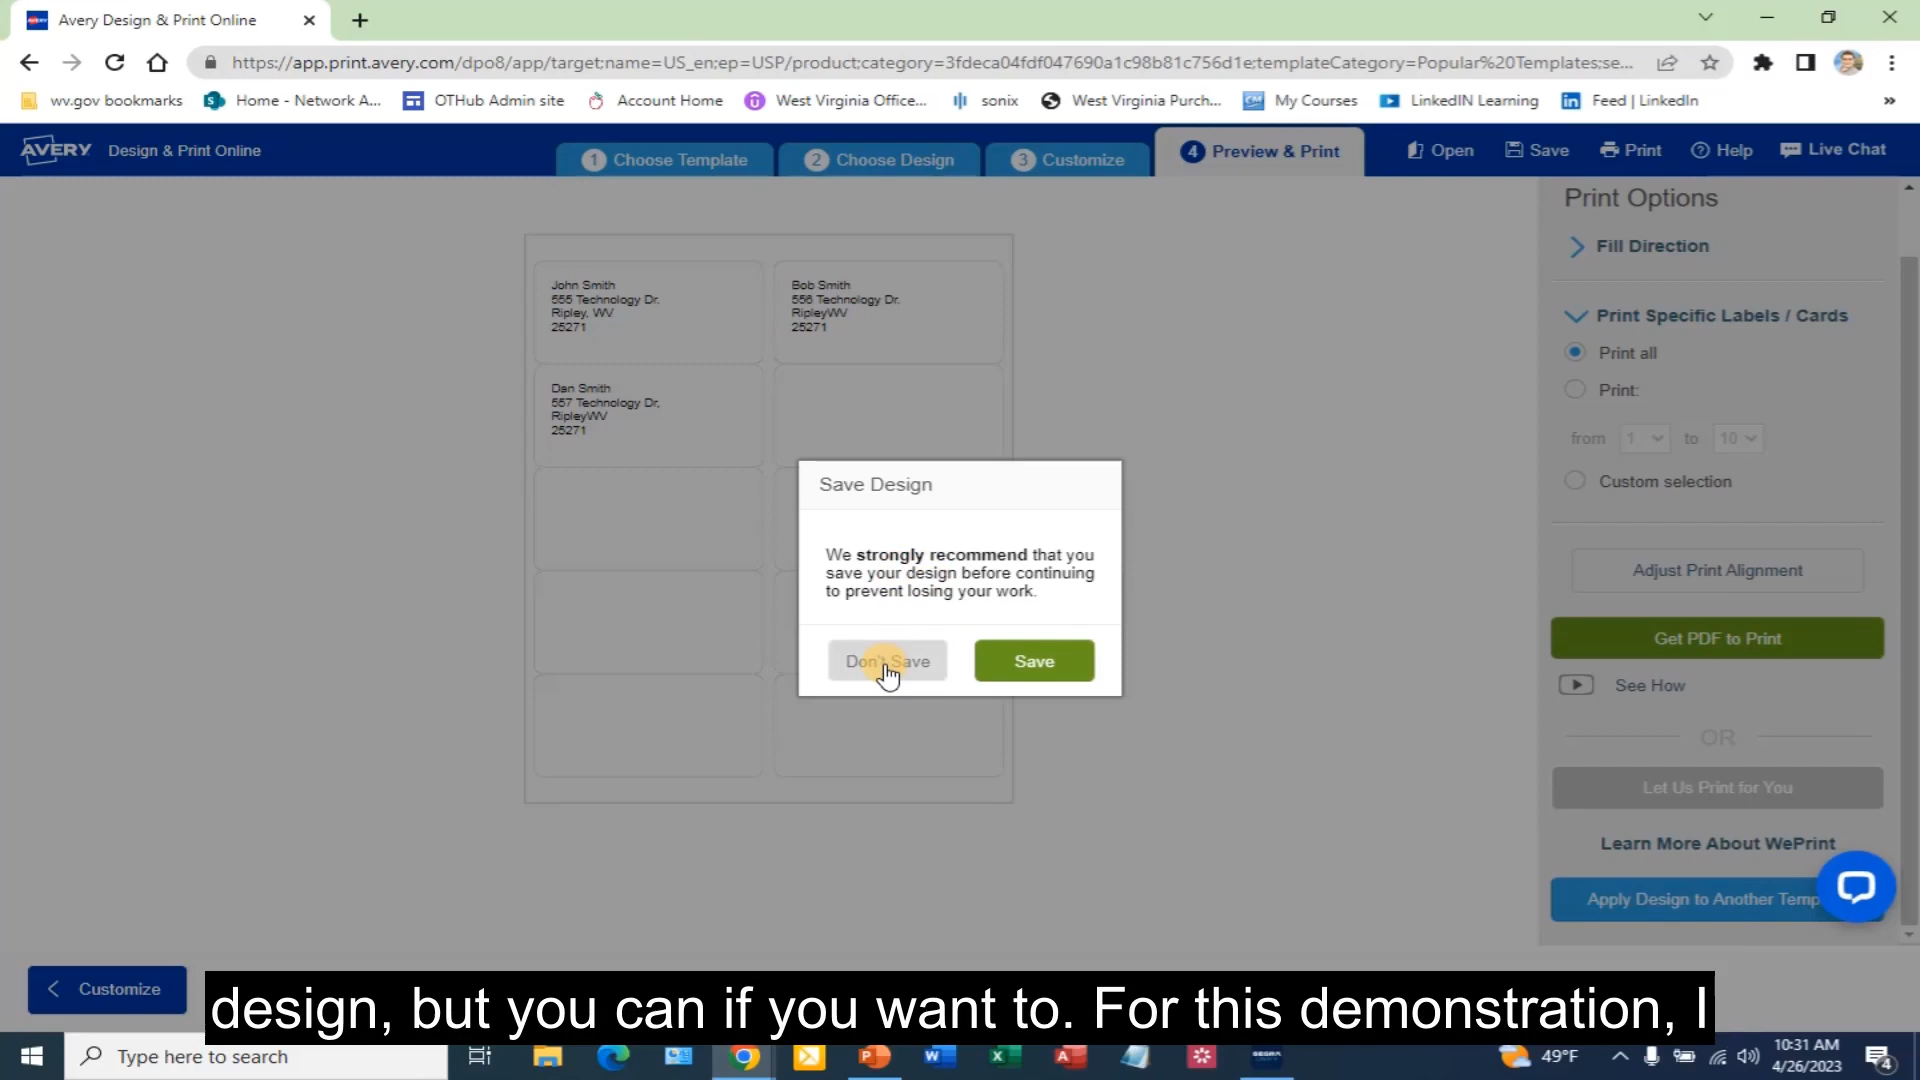 Avery Design & Print Online
https://app.print.avery.com/dpo8/app/target;name=US_en;ep=USP/product;category=3fdeca04fdf047690a1c98b81c756d1e;templateCategory=Popular%20Templates;se...
wv.gov bookmarks Home - Network A... OTHub Admin site Account Home West Virginia Office... sonix West Virginia Purch... My Courses LinkedIN Learning Feed | LinkedIn »
AVERY Design & Print Online 1 Choose Template 2 Choose Design 3 Customize 4 Preview & Print Open Save Print Help Live Chat
Print Options
Fill Direction
Print Specific Labels / Cards
Print all
Print:
from 1 to 10
Custom selection
Adjust Print Alignment
Get PDF to Print
See How
OR
Let Us Print for You
Learn More About WePrint
Apply Design to Another Temp
John Smith
555 Technology Dr.
Ripley, WV
25271
Bob Smith
556 Technology Dr.
RipleyWV
25271
Dan Smith
557 Technology Dr,
RipleyWV
25271
Save Design
We strongly recommend that you
save your design before continuing
to prevent losing your work.
Don't Save Save
Customize
design, but you can if you want to. For this demonstration, I
Type here to search
49°F
10:31 AM
4/26/2023
4